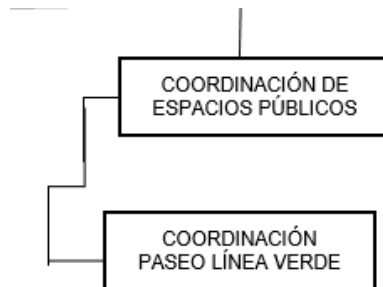 COORDINACIÓN DE
ESPACIOS PÚBLICOS
COORDINACIÓN
PASEO LÍNEA VERDE